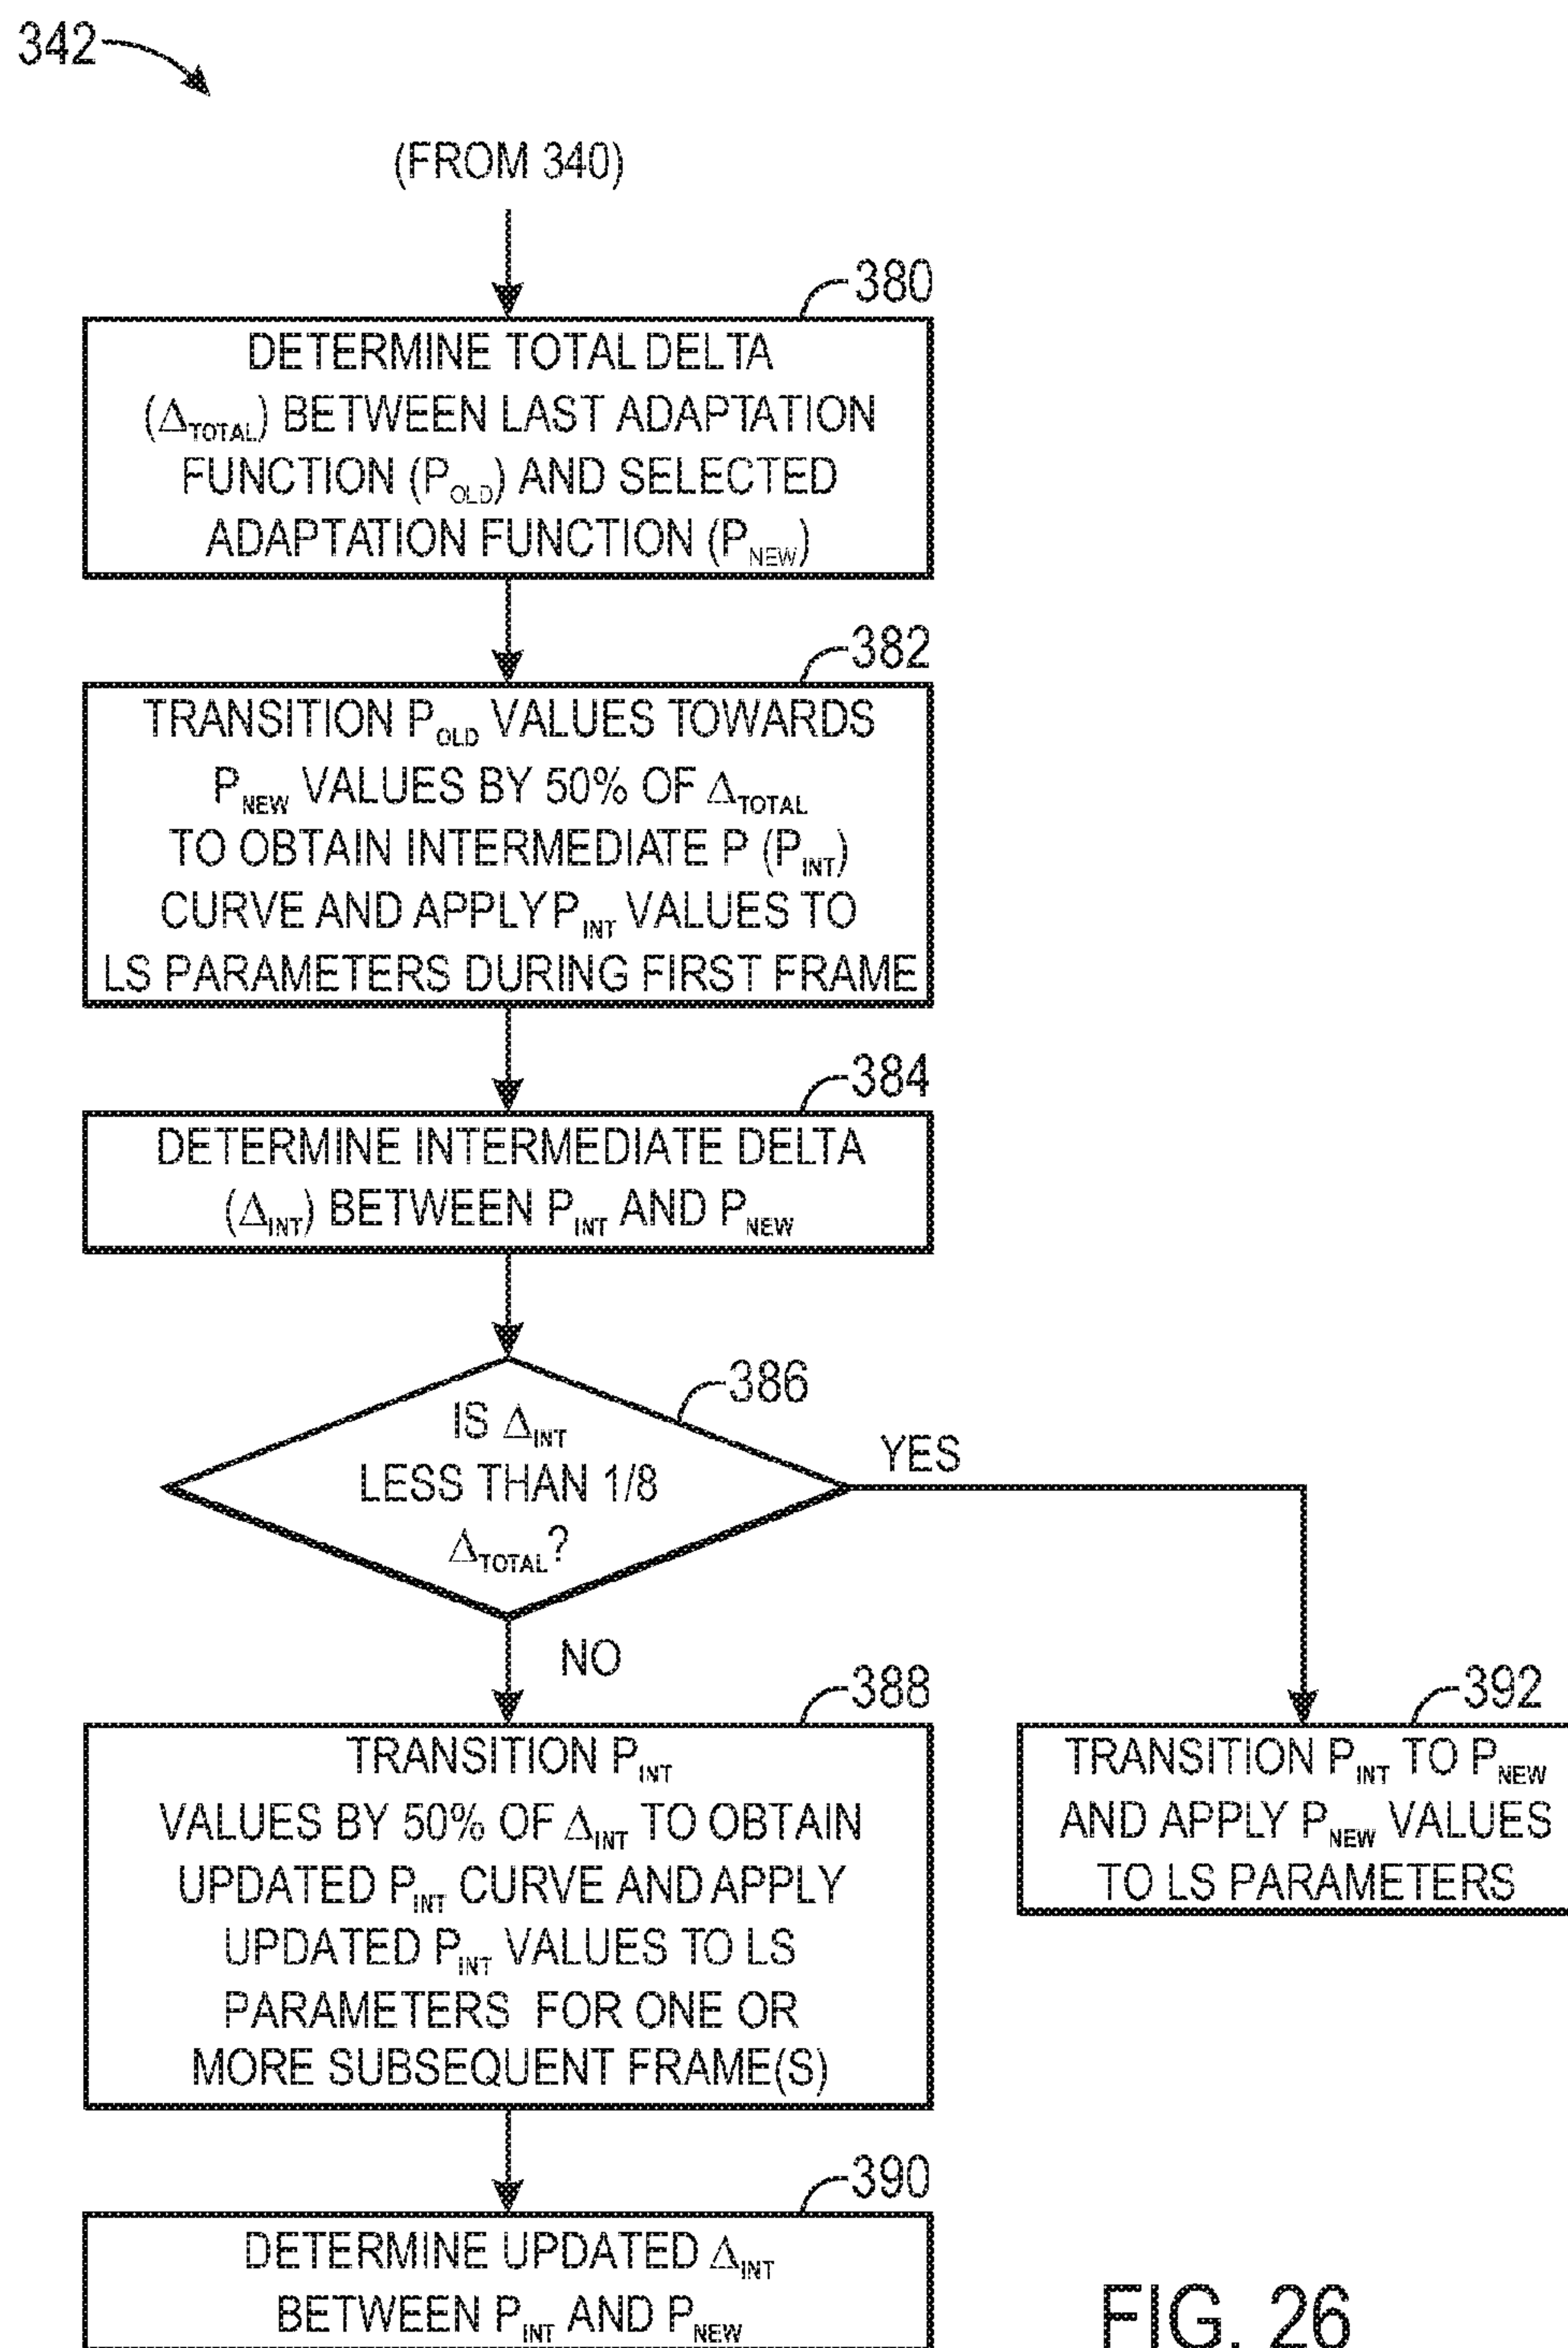 342
(FROM 340)
380
DETERMINE TOTAL DELTA
(ΔTOTAL) BETWEEN LAST ADAPTATION
FUNCTION (POLD) AND SELECTED
ADAPTATION FUNCTION (PNEW)
382
TRANSITION POLD VALUES TOWARDS
PNEW VALUES BY 50% OF ΔTOTAL
TO OBTAIN INTERMEDIATE P (PINT)
CURVE AND APPLY PINT VALUES TO
LS PARAMETERS DURING FIRST FRAME
384
DETERMINE INTERMEDIATE DELTA
(ΔINT) BETWEEN PINT AND PNEW
386
IS ΔINT
LESS THAN 1/8
ΔTOTAL?
YES
NO
388
TRANSITION PINT
VALUES BY 50% OF ΔINT TO OBTAIN
UPDATED PINT CURVE AND APPLY
UPDATED PINT VALUES TO LS
PARAMETERS FOR ONE OR
MORE SUBSEQUENT FRAME(S)
392
TRANSITION PINT TO PNEW
AND APPLY PNEW VALUES
TO LS PARAMETERS
390
DETERMINE UPDATED ΔINT
BETWEEN PINT AND PNEW
FIG. 26